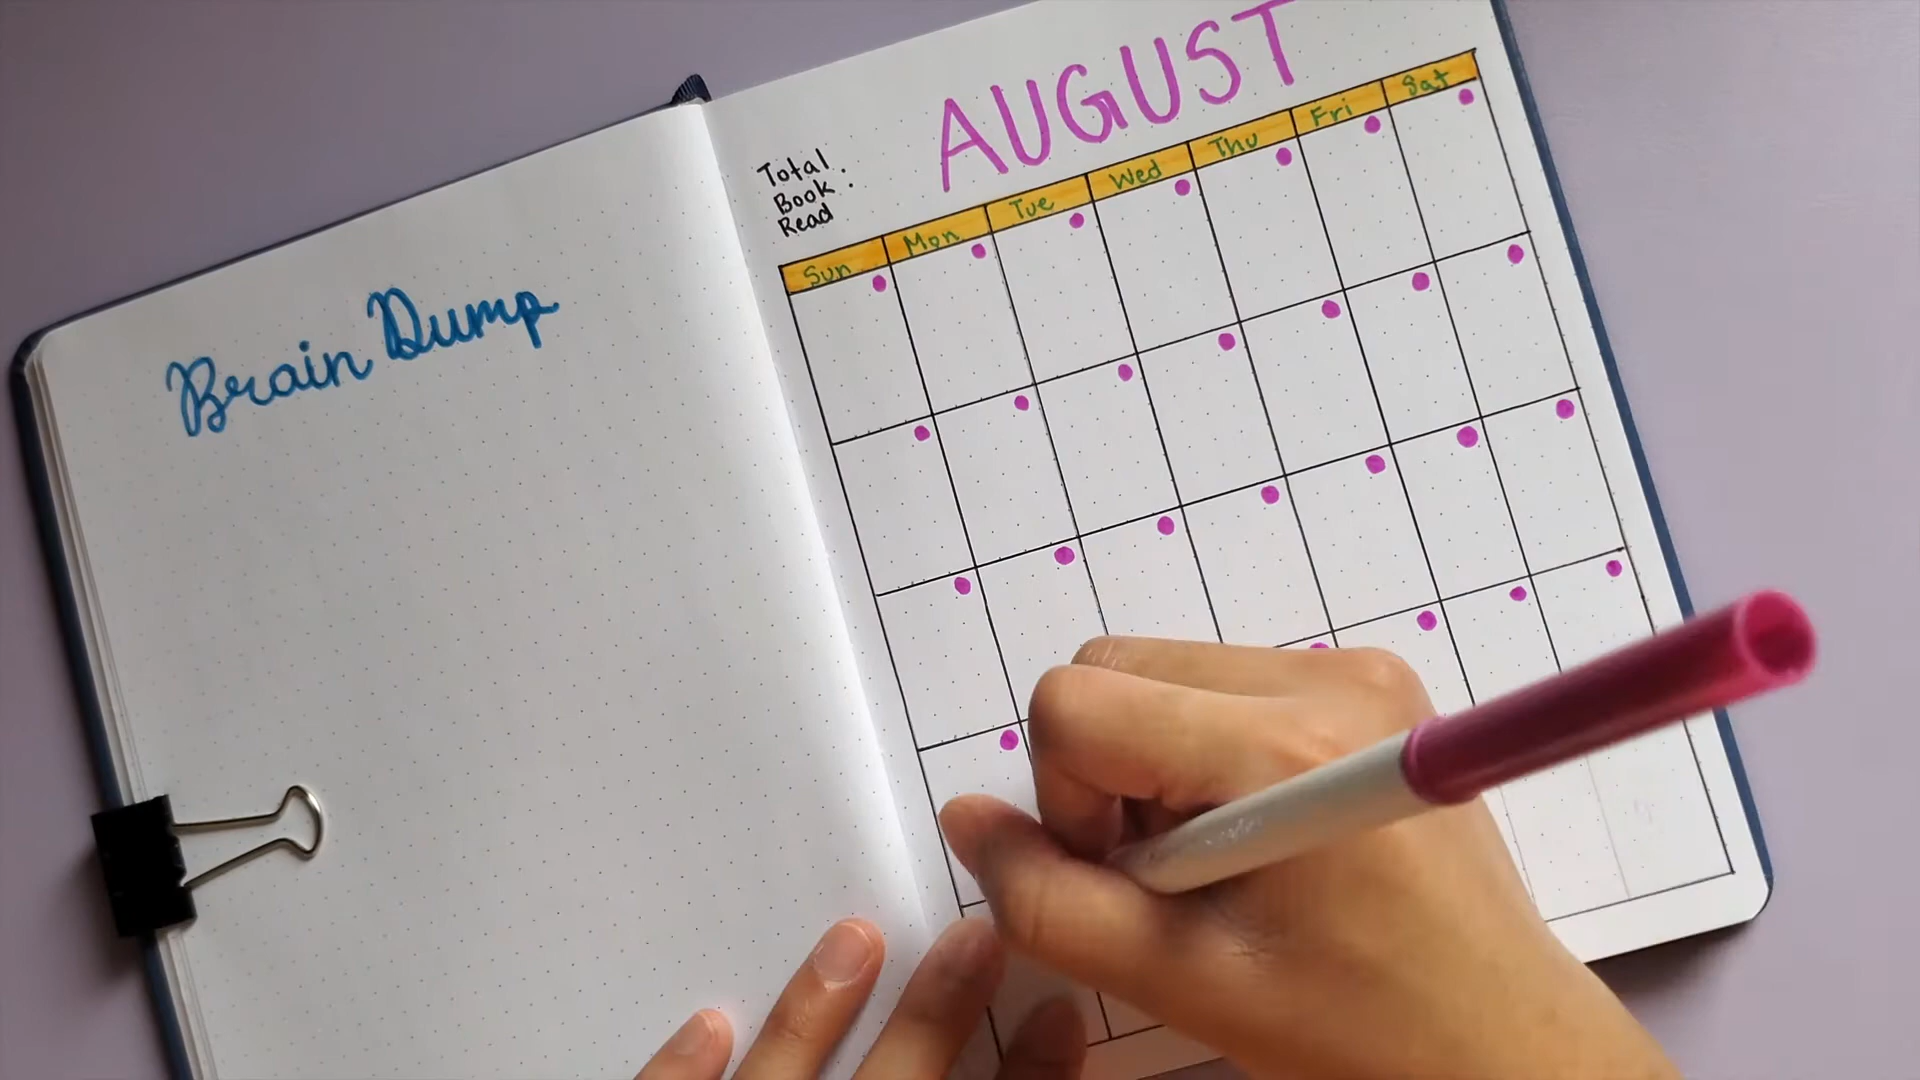 Brain Dump
AUGUST
Total :
Book
Read
Sun Mon Tue Wed Thu Fri Sat